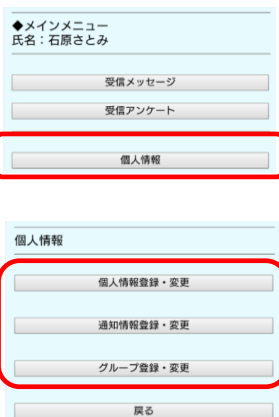 ◆メインメニュー
氏名：石原さとみ
受信メッセージ
受信アンケート
個人情報
個人情報
個人情報登録・変更
通知情報登録・変更
グループ登録・変更
戻る